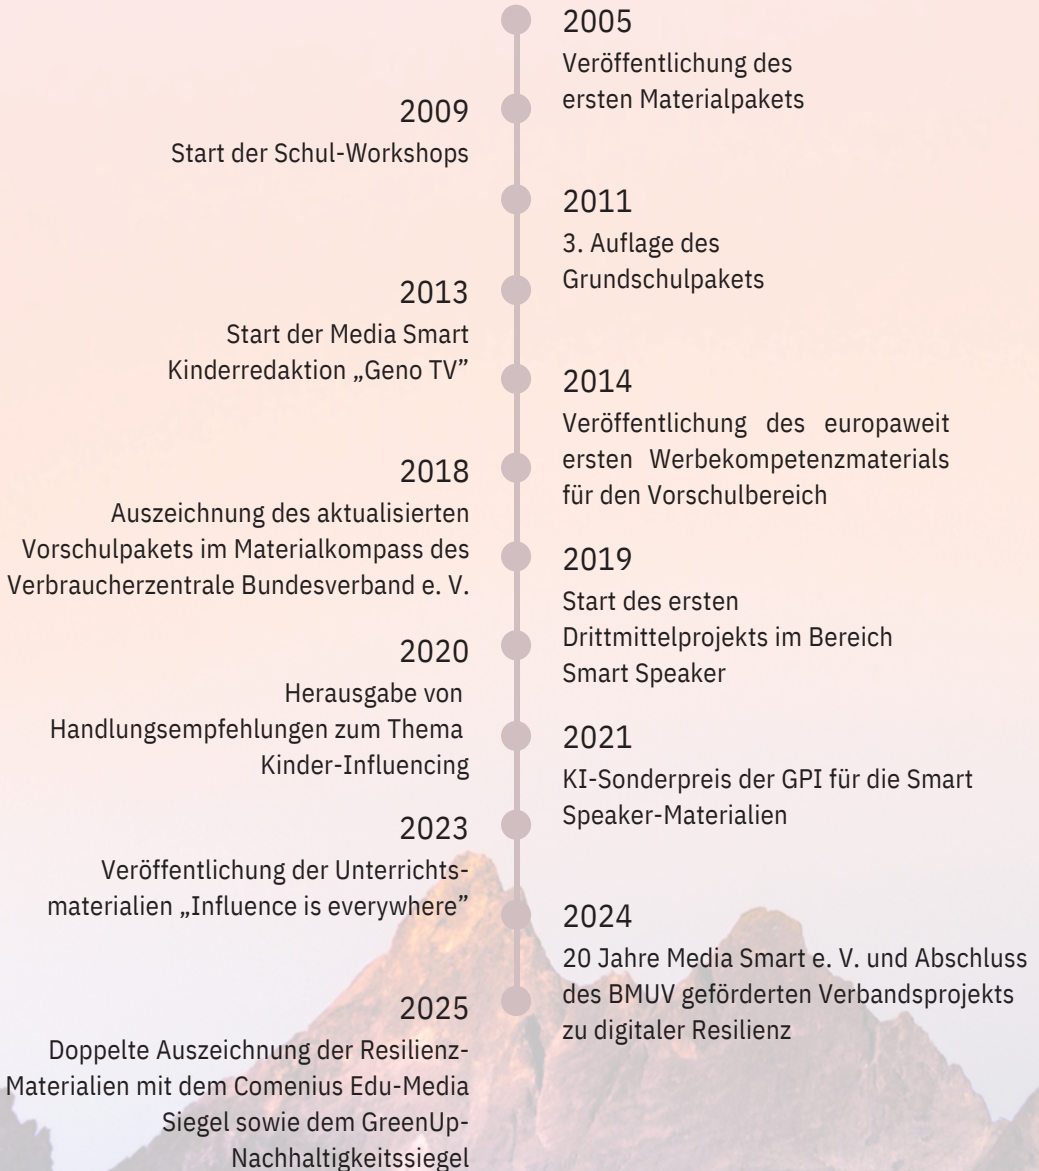 2005
Veröffentlichung des
ersten Materialpakets
2009
Start der Schul-Workshops
2011
3. Auflage des
Grundschulpakets
2013
Start der Media Smart
Kinderredaktion „Geno TV”
2014
Veröffentlichung des europaweit
ersten Werbekompetenzmaterials
für den Vorschulbereich
2018
Auszeichnung des aktualisierten
Vorschulpakets im Materialkompass des
Verbraucherzentrale Bundesverband e. V.
2019
Start des ersten
Drittmittelprojekts im Bereich
Smart Speaker
2020
Herausgabe von
Handlungsempfehlungen zum Thema
Kinder-Influencing
2021
KI-Sonderpreis der GPI für die Smart
Speaker-Materialien
2023
Veröffentlichung der Unterrichts-
materialien „Influence is everywhere”
2024
20 Jahre Media Smart e. V. und Abschluss
des BMUV geförderten Verbandsprojekts
zu digitaler Resilienz
2025
Doppelte Auszeichnung der Resilienz-
Materialien mit dem Comenius Edu-Media
Siegel sowie dem GreenUp-
Nachhaltigkeitssiegel